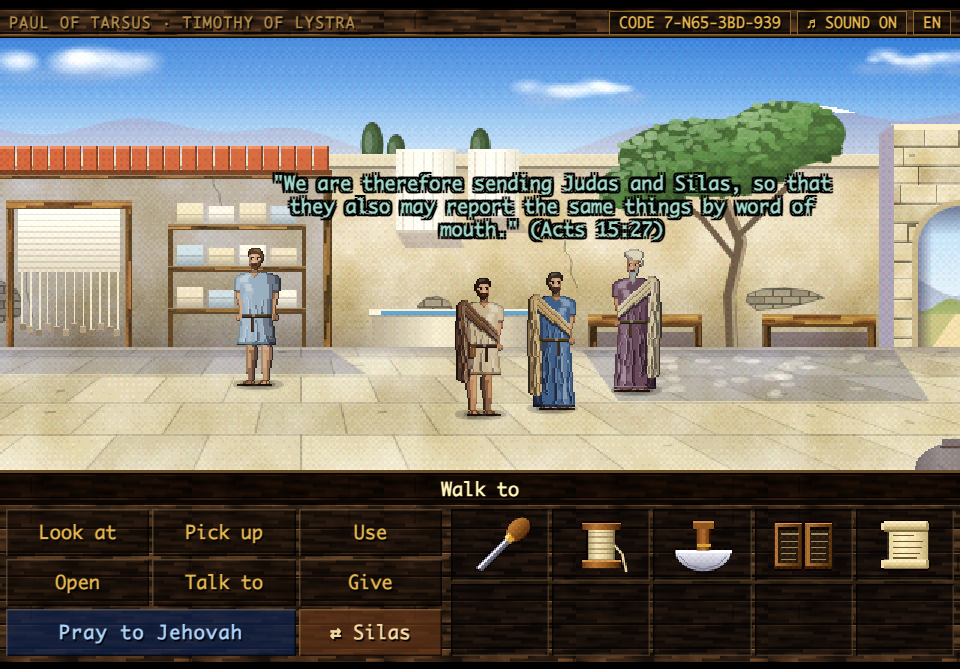 PAUL OF TARSUS · TIMOTHY OF LYSTRA
CODE 7-N65-3BD-939
♬ SOUND ON
EN
"We are therefore sending Judas and Silas, so that
they also may report the same things by word of
mouth." (Acts 15:27)
Walk to
Look at
Pick up
Use
Open
Talk to
Give
Pray to Jehovah
⇄ Silas